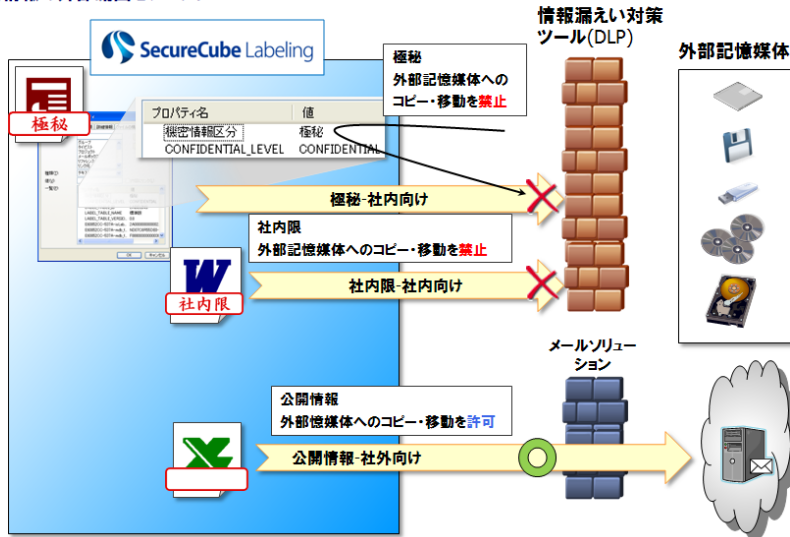 情報漏えい対策
ツール(DLP)
外部記憶媒体
SecureCube Labeling
極秘
外部記憶媒体への
コピー・移動を禁止
極秘
プロパティ名 値
機密情報区分 極秘
CONFIDENTIAL_LEVEL CONFIDENTIAL
極秘-社内向け
社内限
外部記憶媒体へのコピー・移動を禁止
OK キャンセル
社内限
社内限-社内向け
メールソリュー
ション
公開情報
外部憶媒体へのコピー・移動を許可
公開情報-社外向け